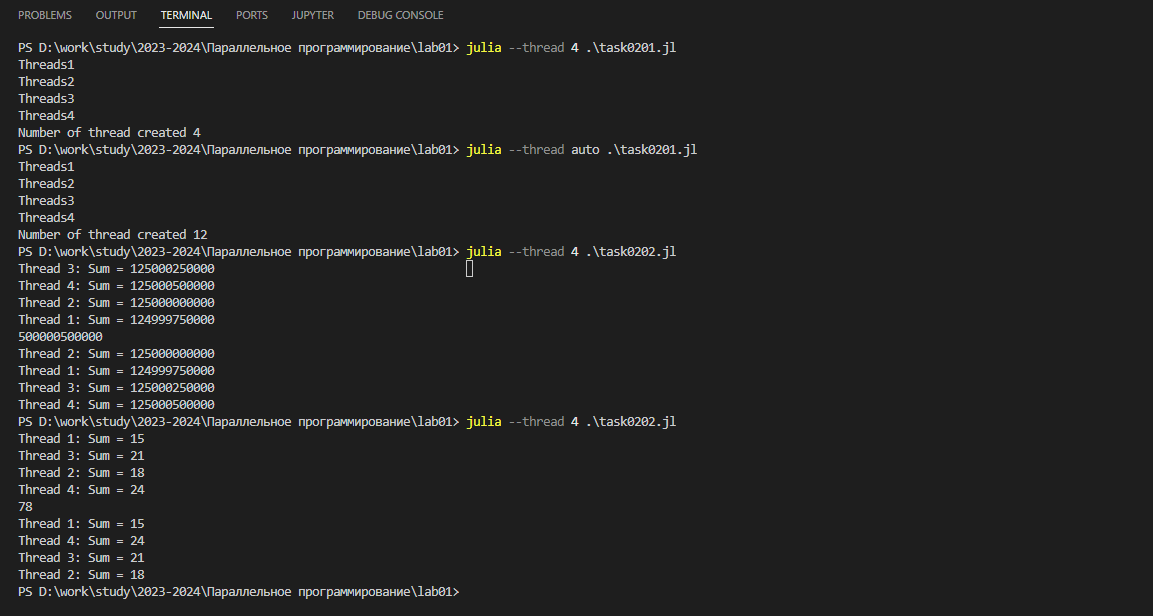 PROBLEMS OUTPUT TERMINAL PORTS JUPYTER DEBUG CONSOLE
PS D:\work\study\2023-2024\Параллельное программирование\lab01> julia --thread 4 .\task0201.jl
Threads1
Threads2
Threads3
Threads4
Number of thread created 4
PS D:\work\study\2023-2024\Параллельное программирование\lab01> julia --thread auto .\task0201.jl
Threads1
Threads2
Threads3
Threads4
Number of thread created 12
PS D:\work\study\2023-2024\Параллельное программирование\lab01> julia --thread 4 .\task0202.jl
Thread 3: Sum = 125000250000
Thread 4: Sum = 125000500000
Thread 2: Sum = 125000000000
Thread 1: Sum = 124999750000
500000500000
Thread 2: Sum = 125000000000
Thread 1: Sum = 124999750000
Thread 3: Sum = 125000250000
Thread 4: Sum = 125000500000
PS D:\work\study\2023-2024\Параллельное программирование\lab01> julia --thread 4 .\task0202.jl
Thread 1: Sum = 15
Thread 3: Sum = 21
Thread 2: Sum = 18
Thread 4: Sum = 24
78
Thread 1: Sum = 15
Thread 4: Sum = 24
Thread 3: Sum = 21
Thread 2: Sum = 18
PS D:\work\study\2023-2024\Параллельное программирование\lab01>